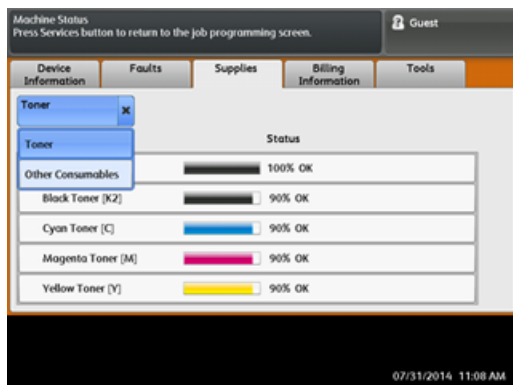 Machine Status
Press Services button to return to the job programming screen.
Guest
Device Information
Faults
Supplies
Billing Information
Tools
Toner
Status
Toner
Other Consumables
100% OK
Black Toner [K2] 90% OK
Cyan Toner [C] 90% OK
Magenta Toner [M] 90% OK
Yellow Toner [Y] 90% OK
07/31/2014 11:08 AM